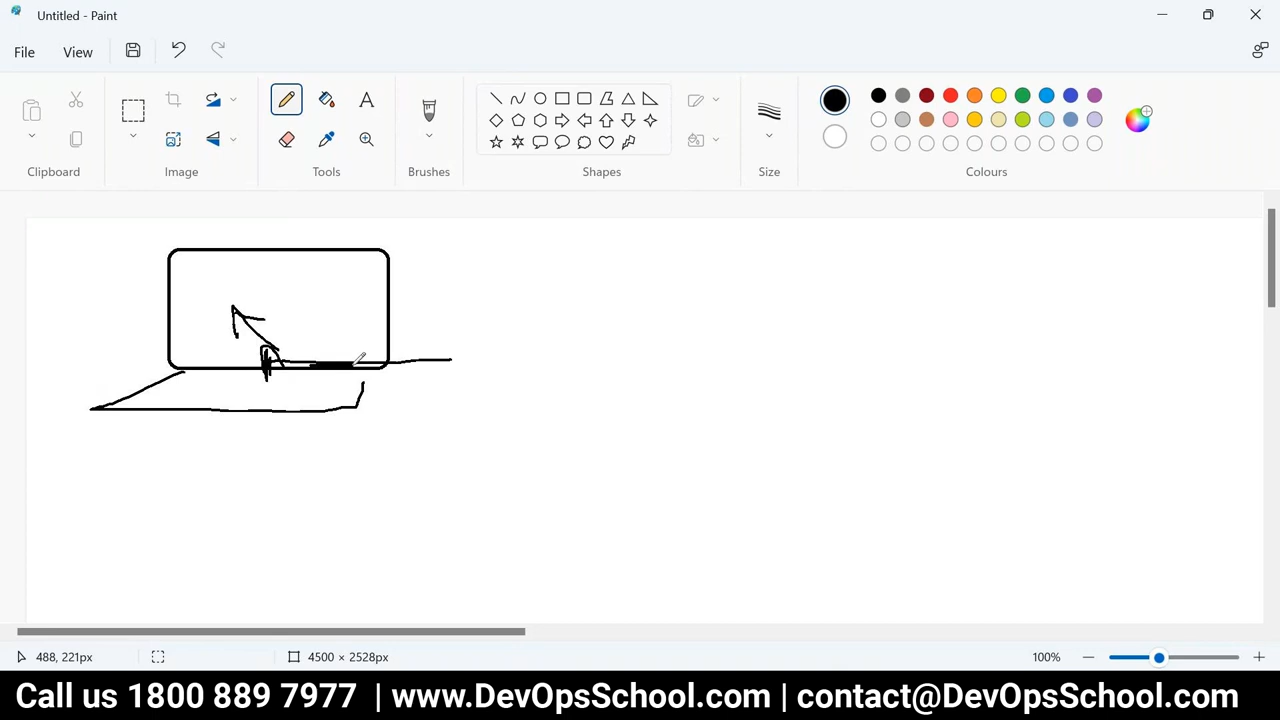 Untitled - Paint
File View
Clipboard Image Tools Brushes Shapes Size Colours
488, 221px 4500 × 2528px 100%
Call us 1800 889 7977 | www.DevOpsSchool.com | contact@DevOpsSchool.com